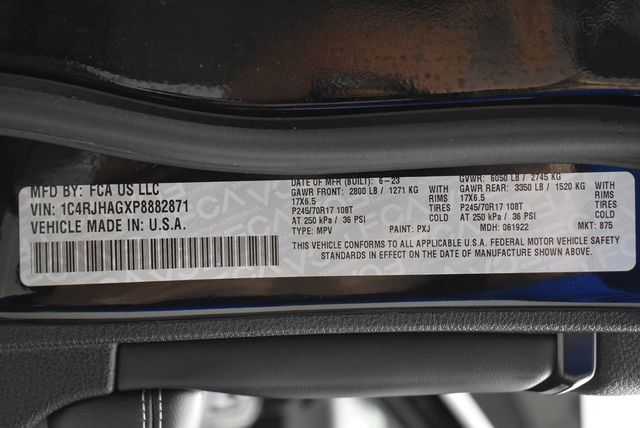 MFD BY: FCA US LLC
VIN: 1C4RJHAGXP8882871
VEHICLE MADE IN: U.S.A.
DATE OF MFR (BUILT): 6-23
GAWR FRONT: 2800 LB / 1271 KG WITH
17X6.5 RIMS
P245/70R17 108T TIRES
AT 250 kPa / 36 PSI COLD
TYPE: MPV
GVWR: 6050 LB / 2745 KG
GAWR REAR: 3350 LB / 1520 KG WITH
17X6.5 RIMS
P245/70R17 108T TIRES
AT 250 kPa / 36 PSI COLD
PAINT: PXJ MDH: 061922 MKT: 875
THIS VEHICLE CONFORMS TO ALL APPLICABLE U.S.A. FEDERAL MOTOR VEHICLE SAFETY
STANDARDS IN EFFECT ON THE DATE OF MANUFACTURE SHOWN ABOVE.